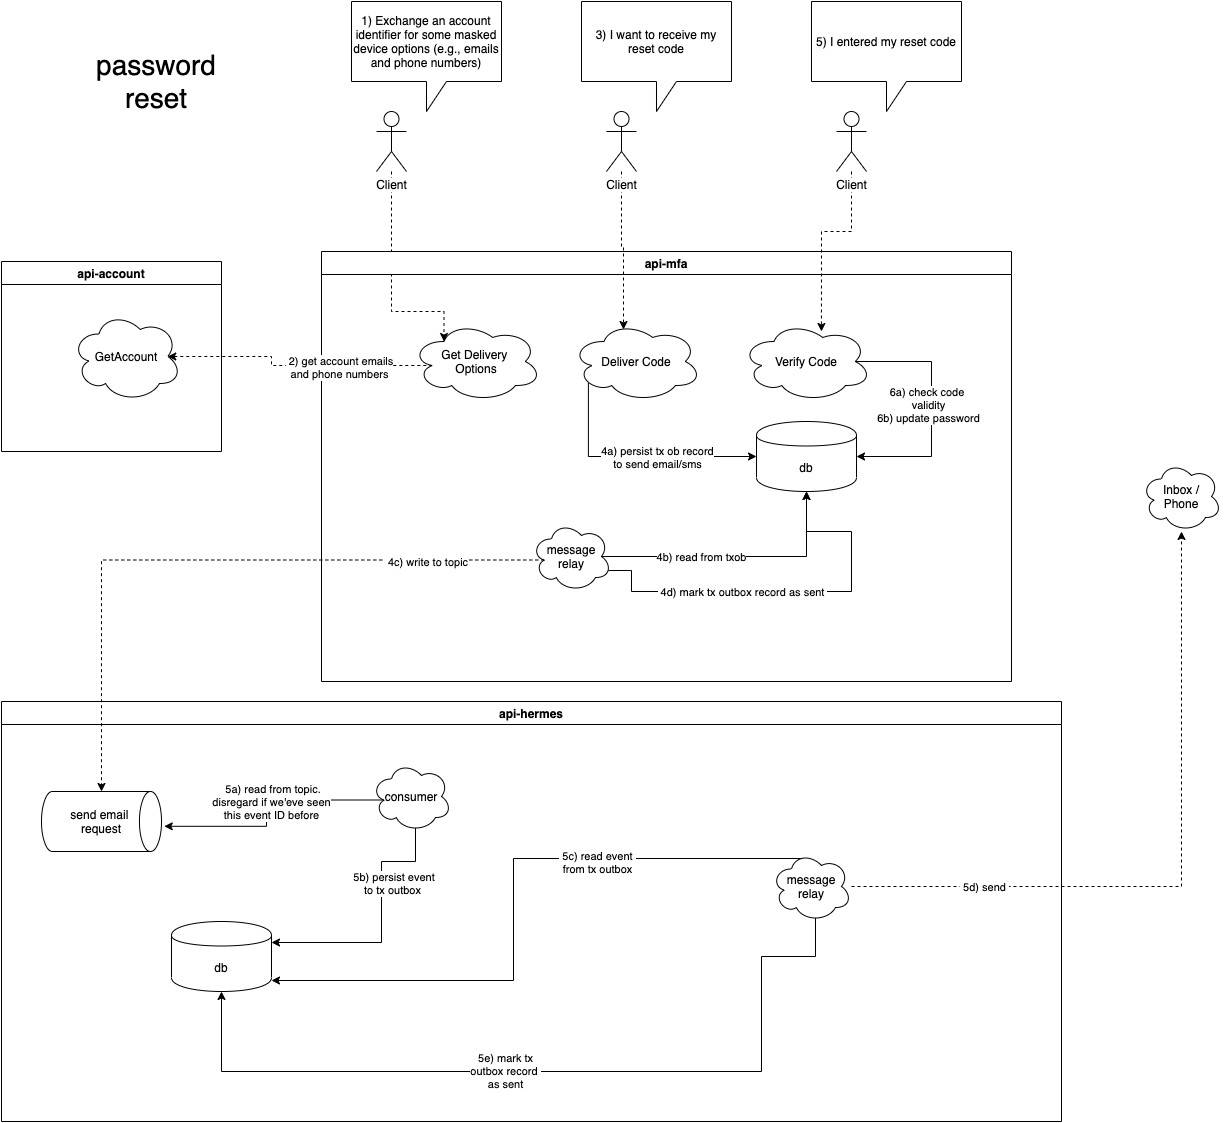 password
reset
1) Exchange an account
identifier for some masked
device options (e.g., emails
and phone numbers)
3) I want to receive my
reset code
5) I entered my reset code
Client
Client
Client
api-account
api-mfa
GetAccount
2) get account emails
and phone numbers
Get Delivery
Options
Deliver Code
Verify Code
6a) check code
validity
6b) update password
4a) persist tx ob record
to send email/sms
db
Inbox /
Phone
message
relay
4b) read from txob
4c) write to topic
4d) mark tx outbox record as sent
api-hermes
send email
request
5a) read from topic.
disregard if we'eve seen
this event ID before
consumer
5b) persist event
to tx outbox
5c) read event
from tx outbox
message
relay
5d) send
db
5e) mark tx
outbox record
as sent